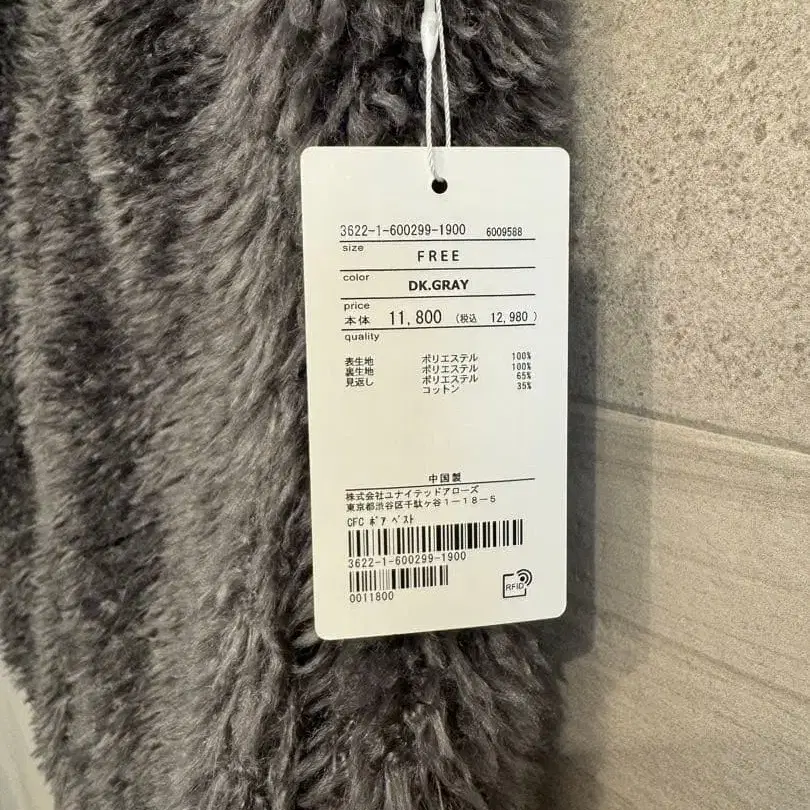 3622-1-600299-1900 6009588
size
FREE
color
DK.GRAY
price
本体 11,800 (税込 12,980 )
quality
表生地 ポリエステル 100%
裏生地 ポリエステル 100%
見返し ポリエステル 65%
コットン 35%
中国製
株式会社ユナイテッドアローズ
東京都渋谷区千駄ヶ谷1-18-5
CFC ボア ベスト
3622-1-600299-1900
0011800
RFID